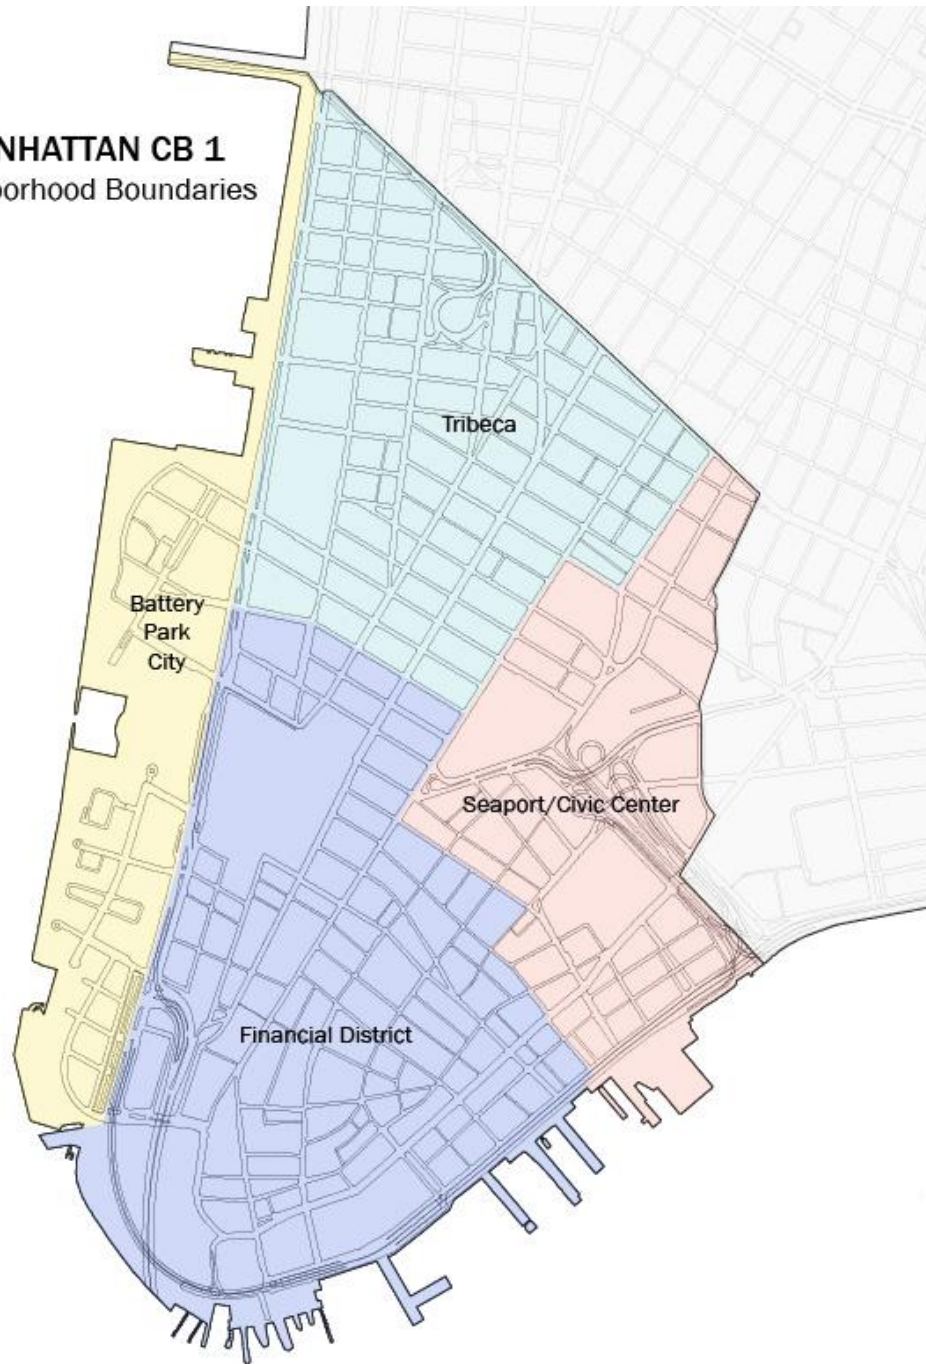 NHATTAN CB 1
orhood Boundaries
Tribeca
Battery
Park
City
Seaport/Civic Center
Financial District